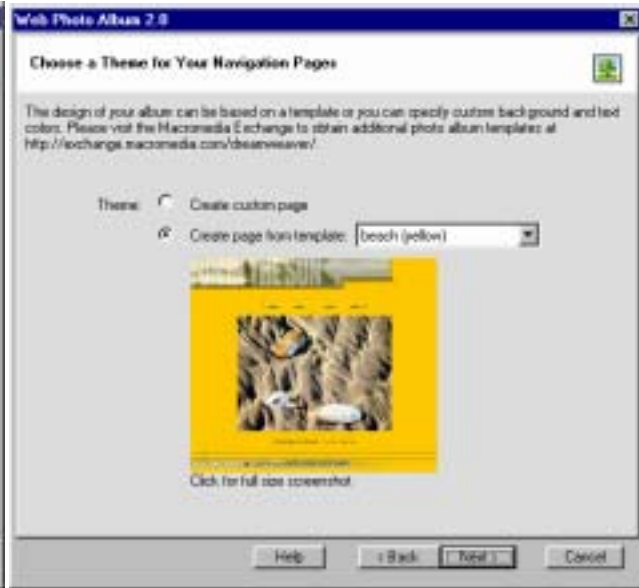 Web Photo Album 2.0
Choose a Theme for Your Navigation Pages
The design of your album can be based on a template or you can specify custom background and text
colors. Please visit the Macromedia Exchange to obtain additional photo album templates at
http://exchange.macromedia.com/dreamweaver/
Theme: Create custom page
Create page from template: beach (yellow)
Click for full size screenshot
Help < Back Next > Cancel